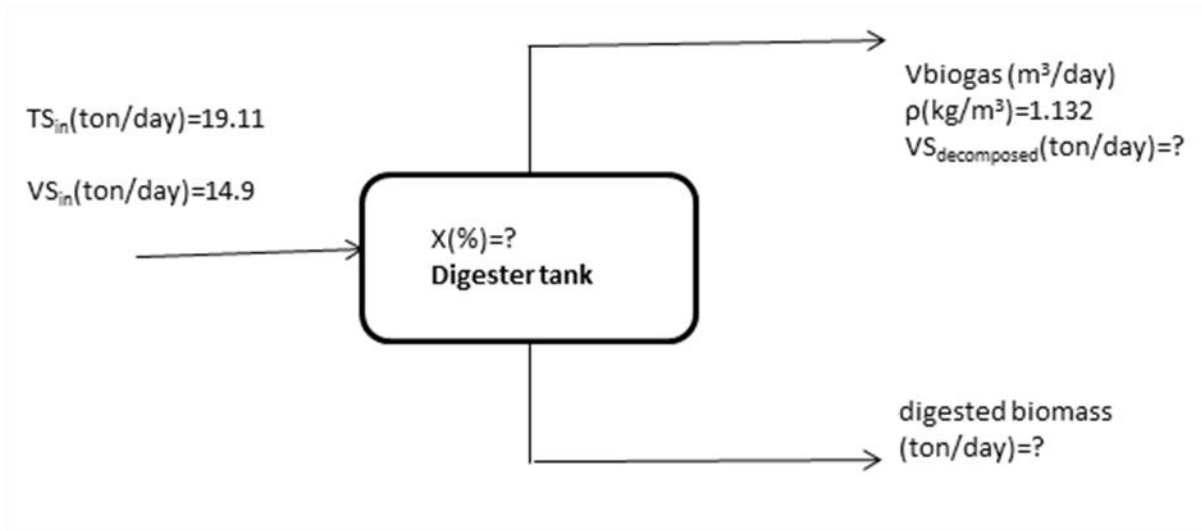 TSin(ton/day)=19.11
VSin(ton/day)=14.9
X(%)=?
Digester tank
Vbiogas (m³/day)
ρ(kg/m³)=1.132
VSdecomposed(ton/day)=?
digested biomass
(ton/day)=?